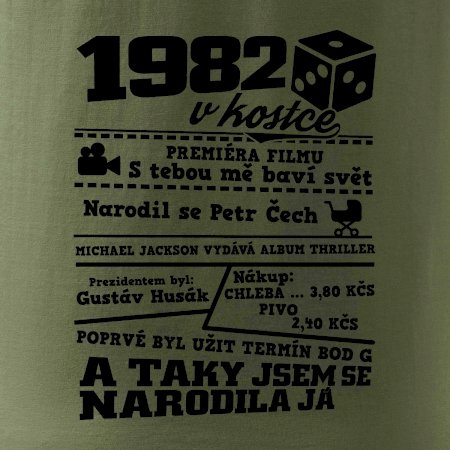 1982
v kostce
PREMIÉRA FILMU
S tebou mě baví svět
Narodil se Petr Čech
MICHAEL JACKSON VYDÁVÁ ALBUM THRILLER
Prezidentem byl:
Gustáv Husák
Nákup:
CHLEBA ... 3,80 KČS
PIVO
2,40 KČS
POPRVÉ BYL UŽIT TERMÍN BOD G
A TAKY JSEM SE
NARODILA JÁ